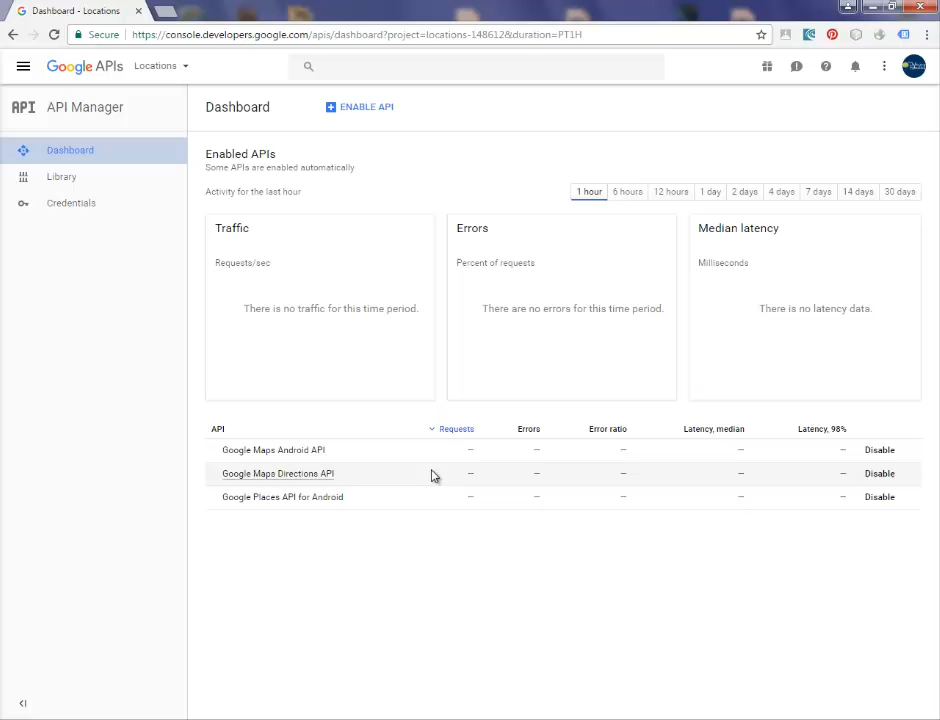 Dashboard - Locations
Secure https://console.developers.google.com/apis/dashboard?project=locations-148612&duration=PT1H
Google APIs Locations
API API Manager
Dashboard
Library
Credentials
Dashboard ENABLE API
Enabled APIs
Some APIs are enabled automatically
Activity for the last hour
1 hour 6 hours 12 hours 1 day 2 days 4 days 7 days 14 days 30 days
Traffic
Requests/sec
There is no traffic for this time period.
Errors
Percent of requests
There are no errors for this time period.
Median latency
Milliseconds
There is no latency data.
API Requests Errors Error ratio Latency, median Latency, 98%
Google Maps Android API — — — — — Disable
Google Maps Directions API — — — — — Disable
Google Places API for Android — — — — — Disable